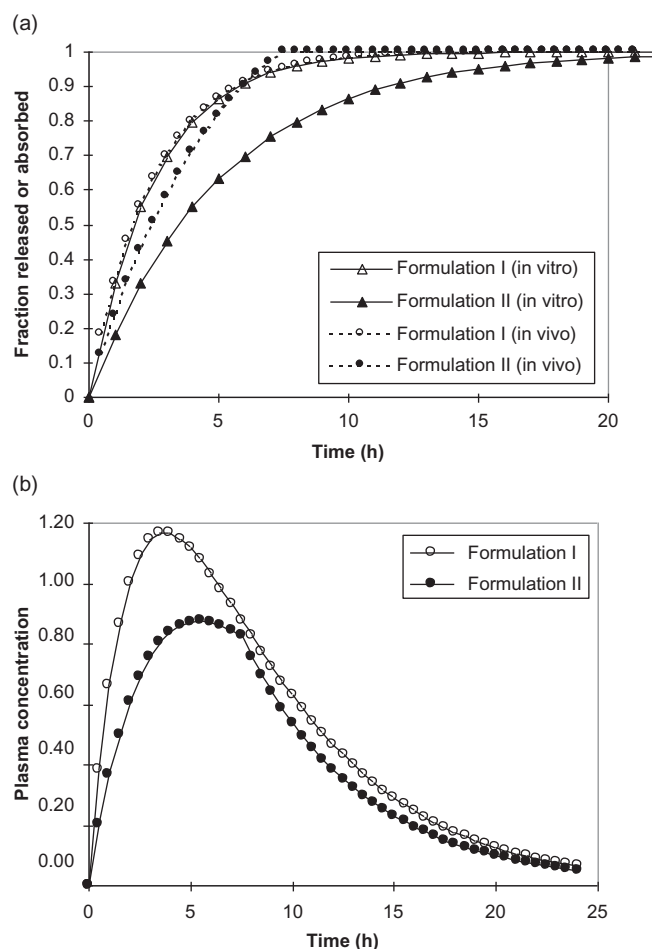 (a)
1
0.9
0.8
0.7
0.6
0.5
0.4
0.3
0.2
0.1
0
Fraction released or absorbed
Formulation I (in vitro)
Formulation II (in vitro)
Formulation I (in vivo)
Formulation II (in vivo)
0 5 10 15 20
Time (h)
(b)
1.20
1.00
0.80
0.60
0.40
0.20
0.00
Plasma concentration
Formulation I
Formulation II
0 5 10 15 20 25
Time (h)